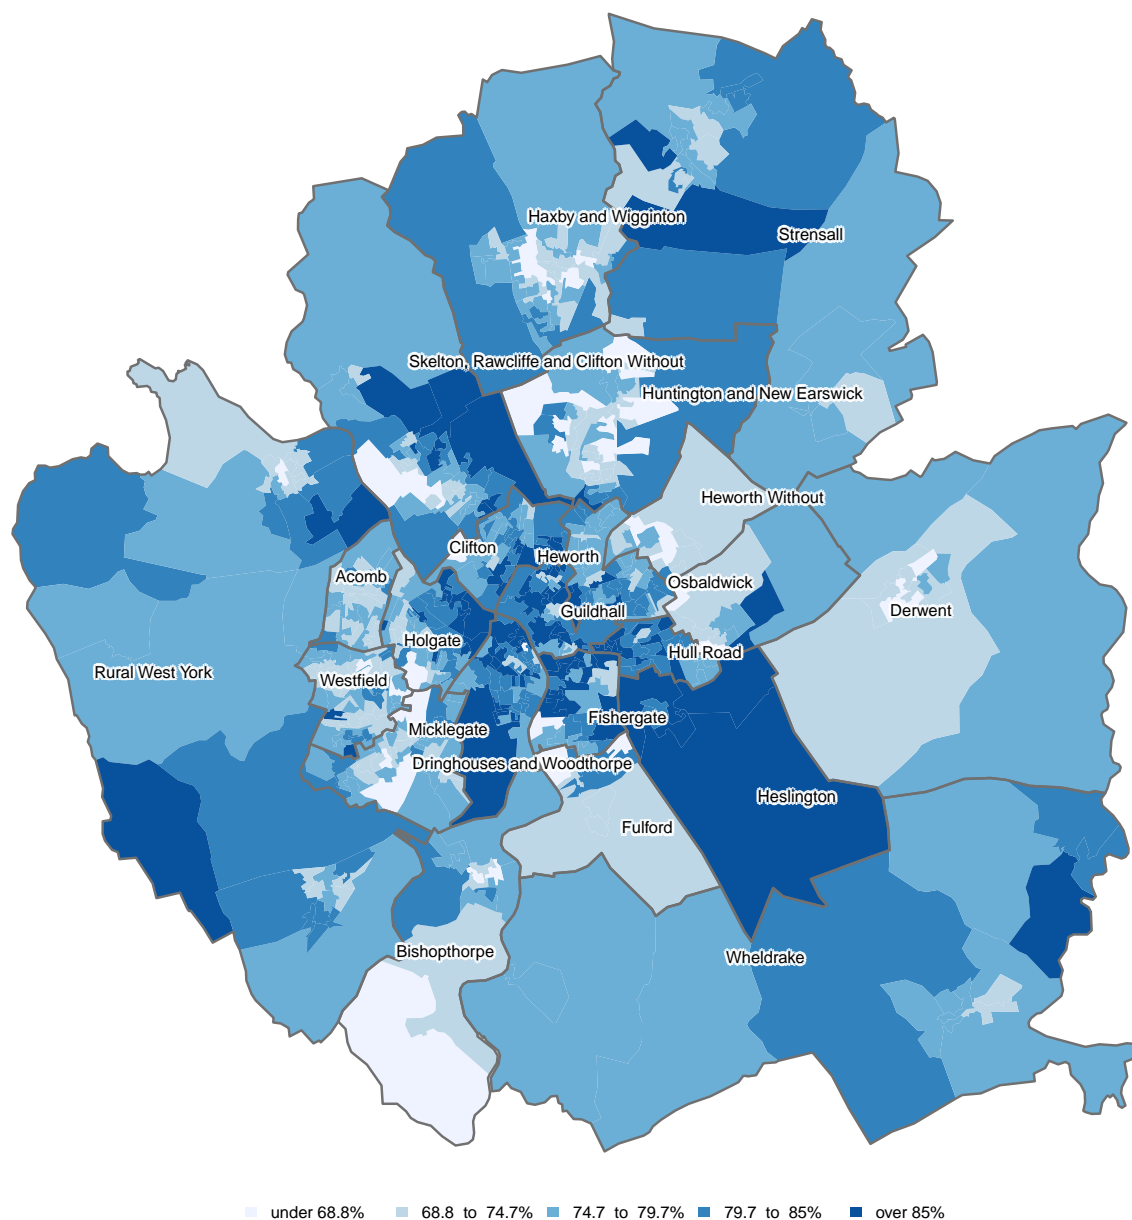 Haxby and Wigginton
Strensall
Skelton, Rawcliffe and Clifton Without
Huntington and New Earswick
Heworth Without
Clifton
Heworth
Acomb
Osbaldwick
Derwent
Guildhall
Holgate
Hull Road
Rural West York
Westfield
Fishergate
Micklegate
Dringhouses and Woodthorpe
Heslington
Fulford
Bishopthorpe
Wheldrake
under 68.8% 68.8 to 74.7% 74.7 to 79.7% 79.7 to 85% over 85%